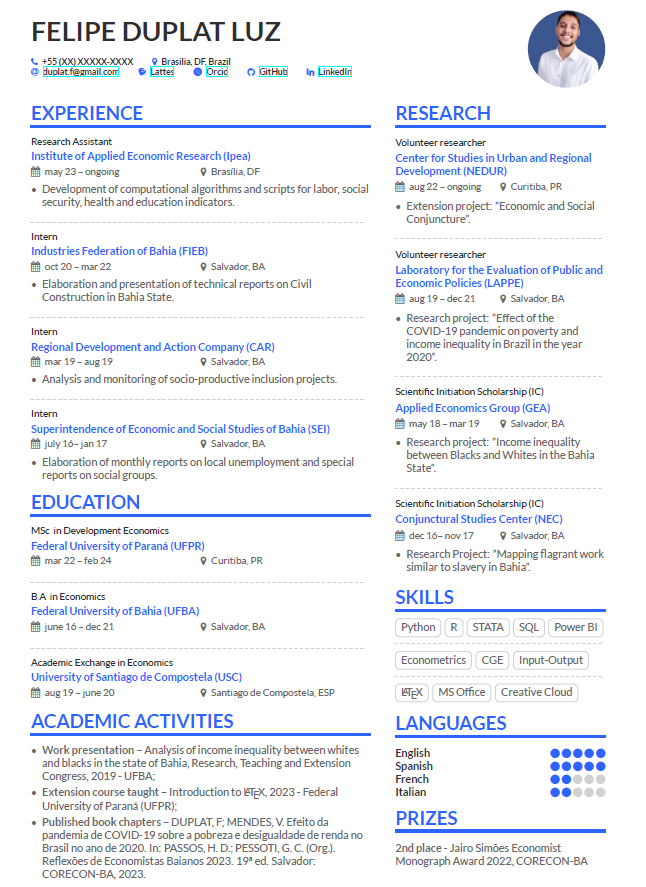 FELIPE DUPLAT LUZ
+55 (XX) XXXXX-XXXX Brasilia, DF, Brazil
duplat.f@gmail.com Lattes Orcid GitHub LinkedIn
EXPERIENCE
Research Assistant
Institute of Applied Economic Research (Ipea)
may 23 – ongoing Brasília, DF
• Development of computational algorithms and scripts for labor, social
security, health and education indicators.
Intern
Industries Federation of Bahia (FIEB)
oct 20 – mar 22 Salvador, BA
• Elaboration and presentation of technical reports on Civil
Construction in Bahia State.
Intern
Regional Development and Action Company (CAR)
mar 19 – aug 19 Salvador, BA
• Analysis and monitoring of socio-productive inclusion projects.
Intern
Superintendence of Economic and Social Studies of Bahia (SEI)
july 16– jan 17 Salvador, BA
• Elaboration of monthly reports on local unemployment and special
reports on social groups.
EDUCATION
MSc in Development Economics
Federal University of Paraná (UFPR)
mar 22 – feb 24 Curitiba, PR
B.A in Economics
Federal University of Bahia (UFBA)
june 16 – dec 21 Salvador, BA
Academic Exchange in Economics
University of Santiago de Compostela (USC)
aug 19 – june 20 Santiago de Compostela, ESP
ACADEMIC ACTIVITIES
• Work presentation – Analysis of income inequality between whites
and blacks in the state of Bahia, Research, Teaching and Extension
Congress, 2019 - UFBA;
• Extension course taught – Introduction to LATEX, 2023 - Federal
University of Paraná (UFPR);
• Published book chapters – DUPLAT, F; MENDES, V. Efeito da
pandemia de COVID-19 sobre a pobreza e desigualdade de renda no
Brasil no ano de 2020. In: PASSOS, H. D.; PESSOTI, G. C. (Org.).
Reflexões de Economistas Baianos 2023. 19ª ed. Salvador:
CORECON-BA, 2023.
RESEARCH
Volunteer researcher
Center for Studies in Urban and Regional
Development (NEDUR)
aug 22 – ongoing Curitiba, PR
• Extension project: "Economic and Social
Conjuncture".
Volunteer researcher
Laboratory for the Evaluation of Public and
Economic Policies (LAPPE)
aug 19 – dec 21 Salvador, BA
• Research project: "Effect of the
COVID-19 pandemic on poverty and
income inequality in Brazil in the year
2020".
Scientific Initiation Scholarship (IC)
Applied Economics Group (GEA)
may 18 – mar 19 Salvador, BA
• Research project: "Income inequality
between Blacks and Whites in the Bahia
State".
Scientific Initiation Scholarship (IC)
Conjunctural Studies Center (NEC)
dec 16– nov 17 Salvador, BA
• Research Project: "Mapping flagrant work
similar to slavery in Bahia".
SKILLS
Python R STATA SQL Power BI
Econometrics CGE Input-Output
LATEX MS Office Creative Cloud
LANGUAGES
English
Spanish
French
Italian
PRIZES
2nd place - Jairo Simões Economist
Monograph Award 2022, CORECON-BA